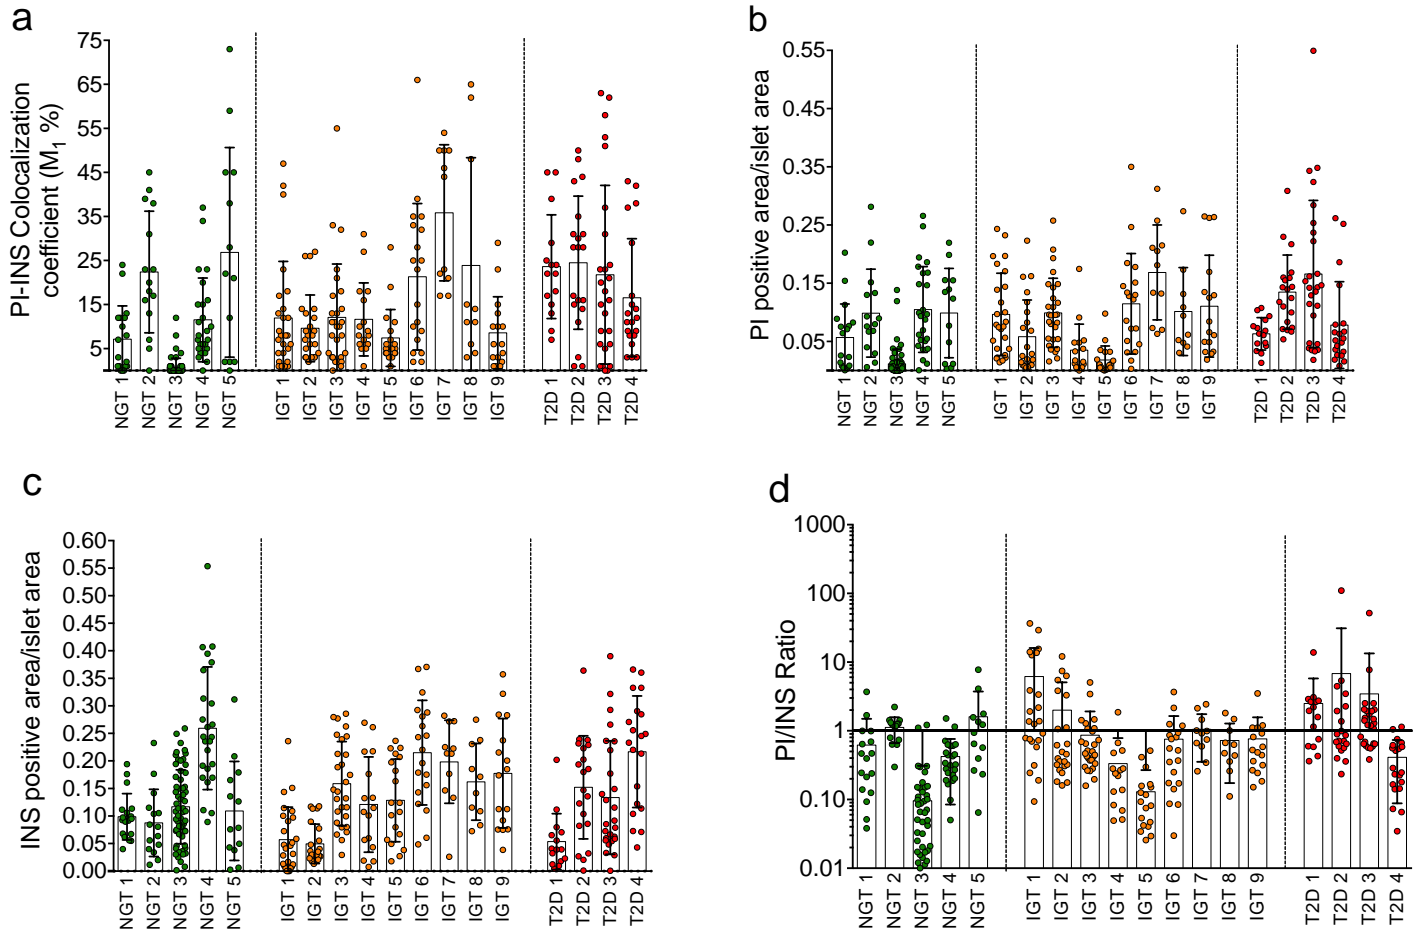 a
PI-INS Colocalization
coefficient (M1 %)
75
65
55
45
35
25
15
5
NGT 1
NGT 2
NGT 3
NGT 4
NGT 5
IGT 1
IGT 2
IGT 3
IGT 4
IGT 5
IGT 6
IGT 7
IGT 8
IGT 9
T2D 1
T2D 2
T2D 3
T2D 4
b
PI positive area/islet area
0.55
0.45
0.35
0.25
0.15
0.05
NGT 1
NGT 2
NGT 3
NGT 4
NGT 5
IGT 1
IGT 2
IGT 3
IGT 4
IGT 5
IGT 6
IGT 7
IGT 8
IGT 9
T2D 1
T2D 2
T2D 3
T2D 4
c
INS positive area/islet area
0.60
0.55
0.50
0.45
0.40
0.35
0.30
0.25
0.20
0.15
0.10
0.05
0.00
NGT 1
NGT 2
NGT 3
NGT 4
NGT 5
IGT 1
IGT 2
IGT 3
IGT 4
IGT 5
IGT 6
IGT 7
IGT 8
IGT 9
T2D 1
T2D 2
T2D 3
T2D 4
d
PI/INS Ratio
1000
100
10
1
0.10
0.01
NGT 1
NGT 2
NGT 3
NGT 4
NGT 5
IGT 1
IGT 2
IGT 3
IGT 4
IGT 5
IGT 6
IGT 7
IGT 8
IGT 9
T2D 1
T2D 2
T2D 3
T2D 4